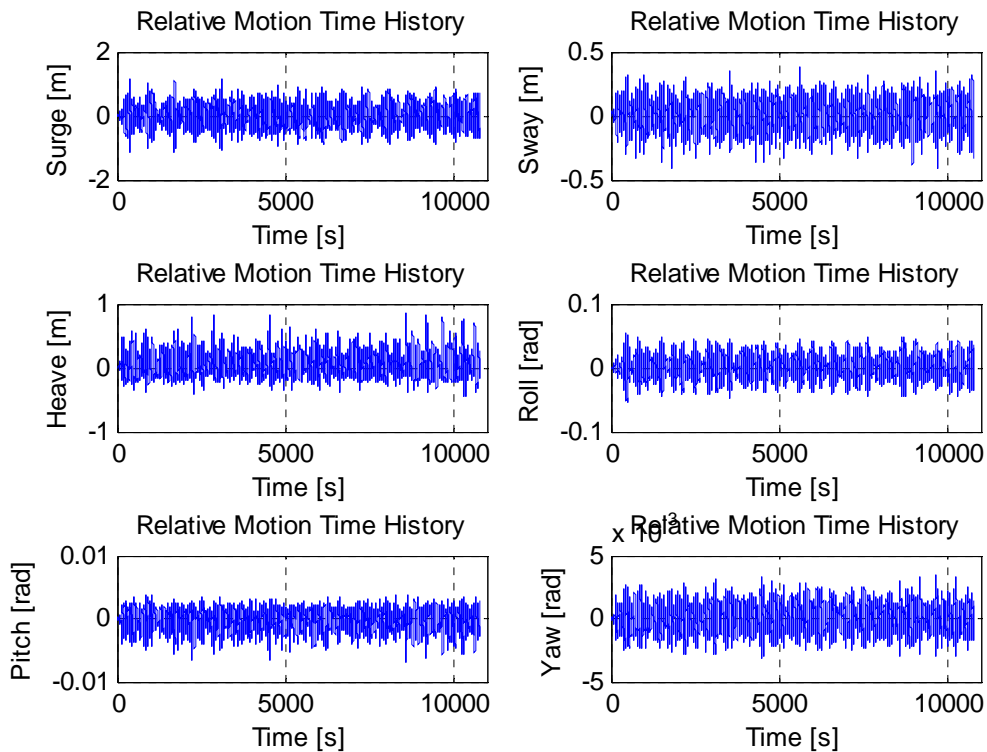 Relative Motion Time History
Surge [m]
2
0
-2
0
5000
10000
Time [s]
Relative Motion Time History
Sway [m]
0.5
0
-0.5
0
5000
10000
Time [s]
Relative Motion Time History
Heave [m]
1
0
-1
0
5000
10000
Time [s]
Relative Motion Time History
Roll [rad]
0.1
0
-0.1
0
5000
10000
Time [s]
Relative Motion Time History
Pitch [rad]
0.01
0
-0.01
0
5000
10000
Time [s]
x 10-3
Relative Motion Time History
Yaw [rad]
5
0
-5
0
5000
10000
Time [s]